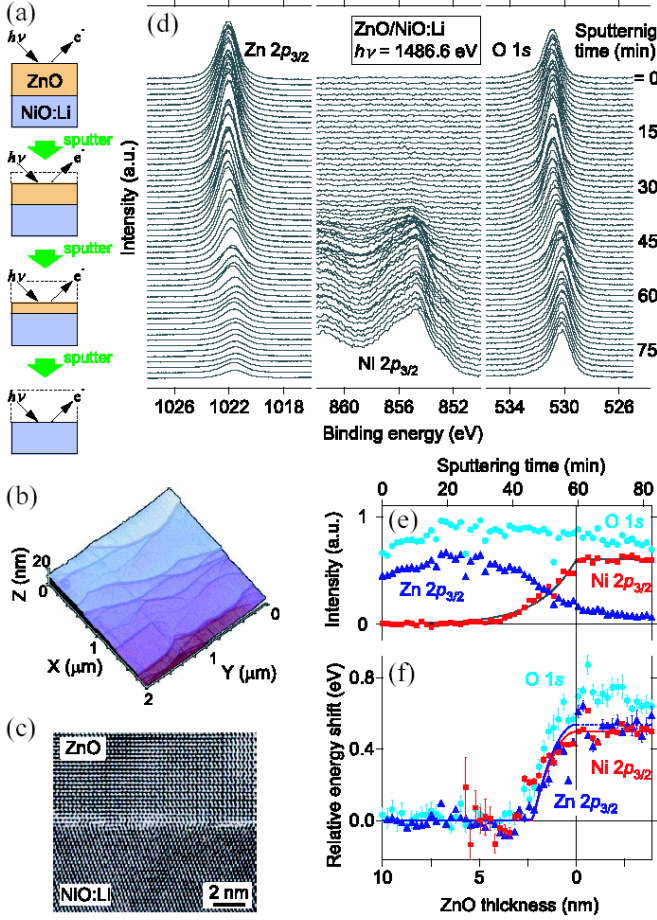 (a)
hν
e-
ZnO
NiO:Li
sputter
hν
e-
sputter
hν
e-
sputter
hν
e-
(d)
Zn 2p3/2
ZnO/NiO:Li
hν = 1486.6 eV
O 1s
Sputternig
time (min)
= 0
15
30
45
60
75
Intensity (a.u.)
Ni 2p3/2
1026 1022 1018
860 856 852
534 530 526
Binding energy (eV)
(b)
Z (nm)
20
0
X (μm)
1
2
Y (μm)
1
0
(c)
ZnO
NiO:Li
2 nm
Sputtering time (min)
0 20 40 60 80
(e)
Intensity (a.u.)
1
0
O 1s
Zn 2p3/2
Ni 2p3/2
(f)
Relative energy shift (eV)
0.8
0.4
0.0
O 1s
Ni 2p3/2
Zn 2p3/2
10 5 0
ZnO thickness (nm)